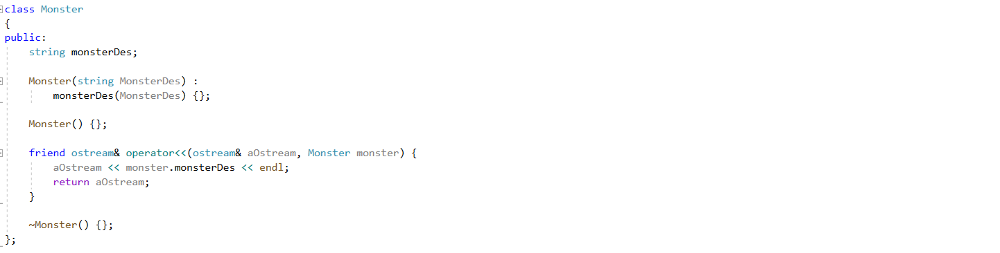 class Monster
{
public:
    string monsterDes;
    Monster(string MonsterDes) :
        monsterDes(MonsterDes) {};
    Monster() {};
    friend ostream& operator<<(ostream& aOstream, Monster monster) {
        aOstream << monster.monsterDes << endl;
        return aOstream;
    }
    ~Monster() {};
};